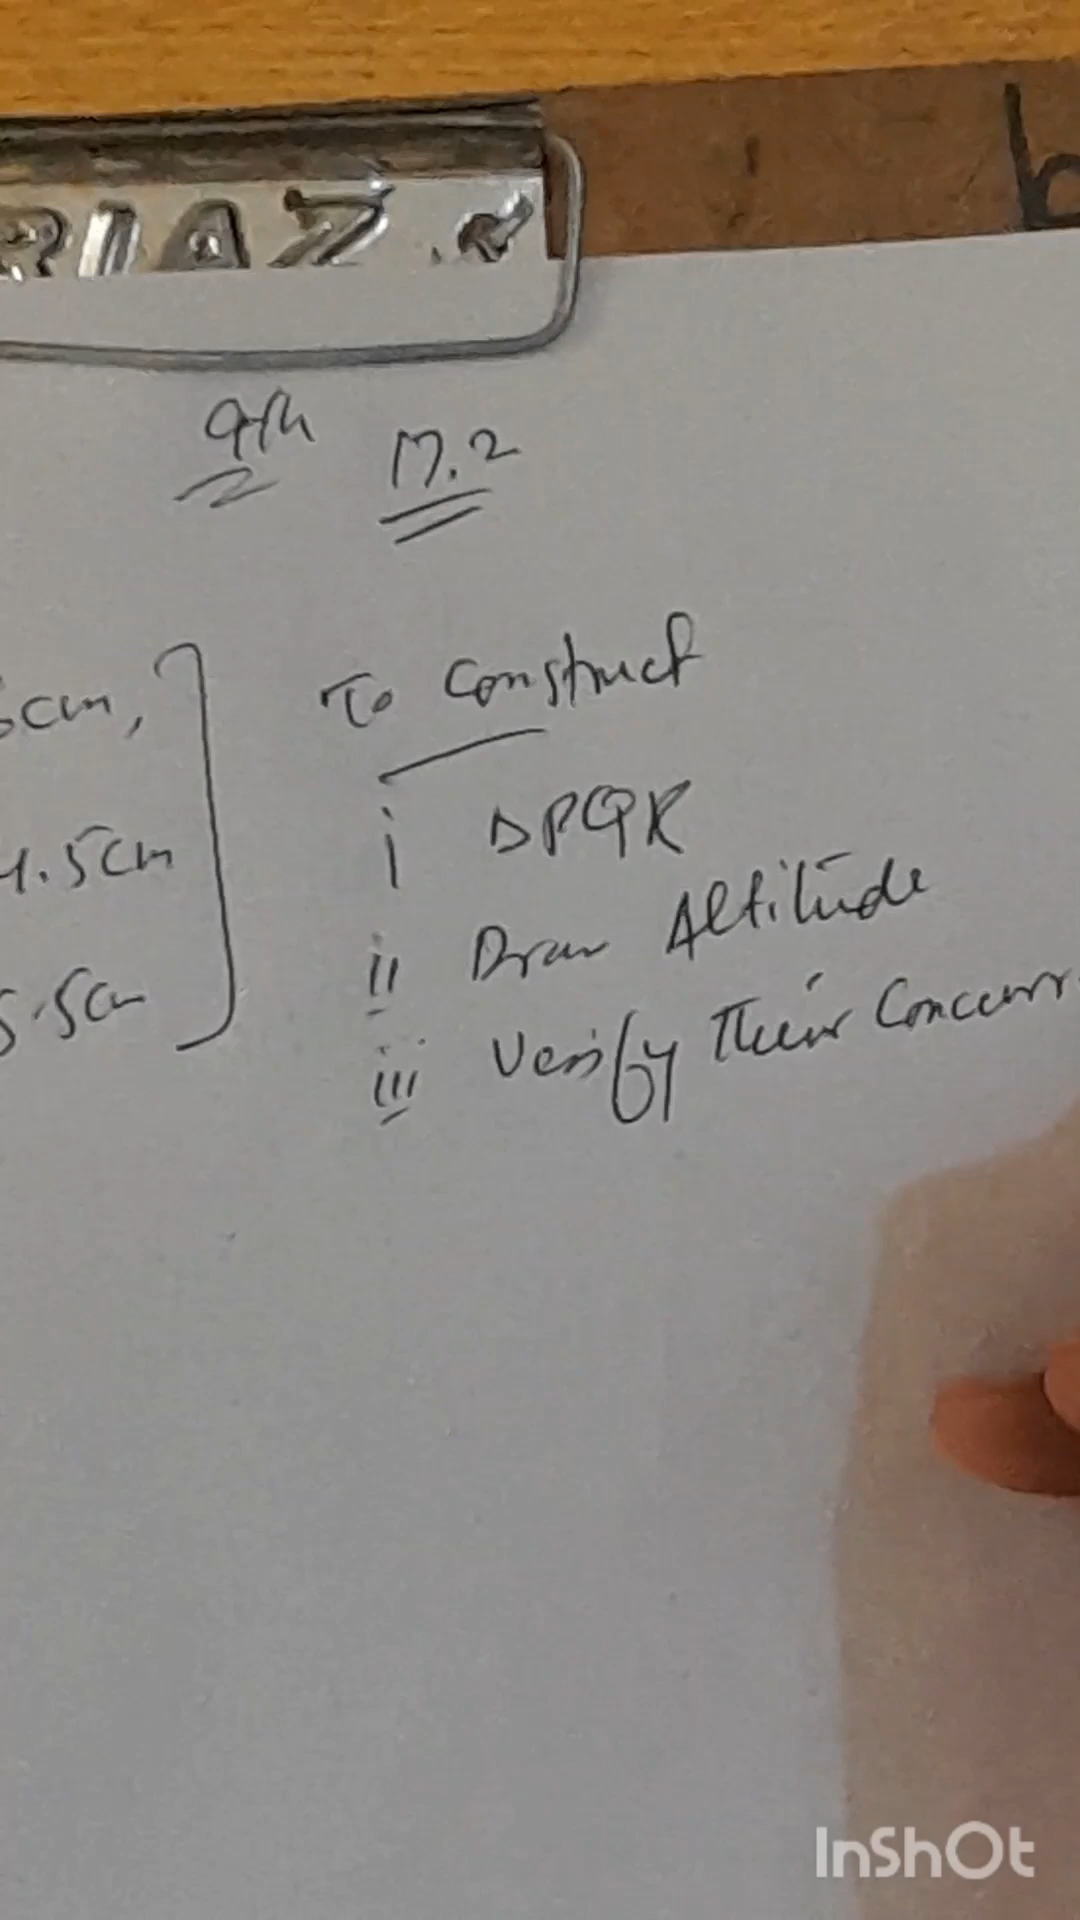 RIAZ.
9th 17.2
cm,
To Construct
4.5cm
i ΔPQR
5.5cm
ii Draw Altitude
iii Verify Their Concurr
InShOt